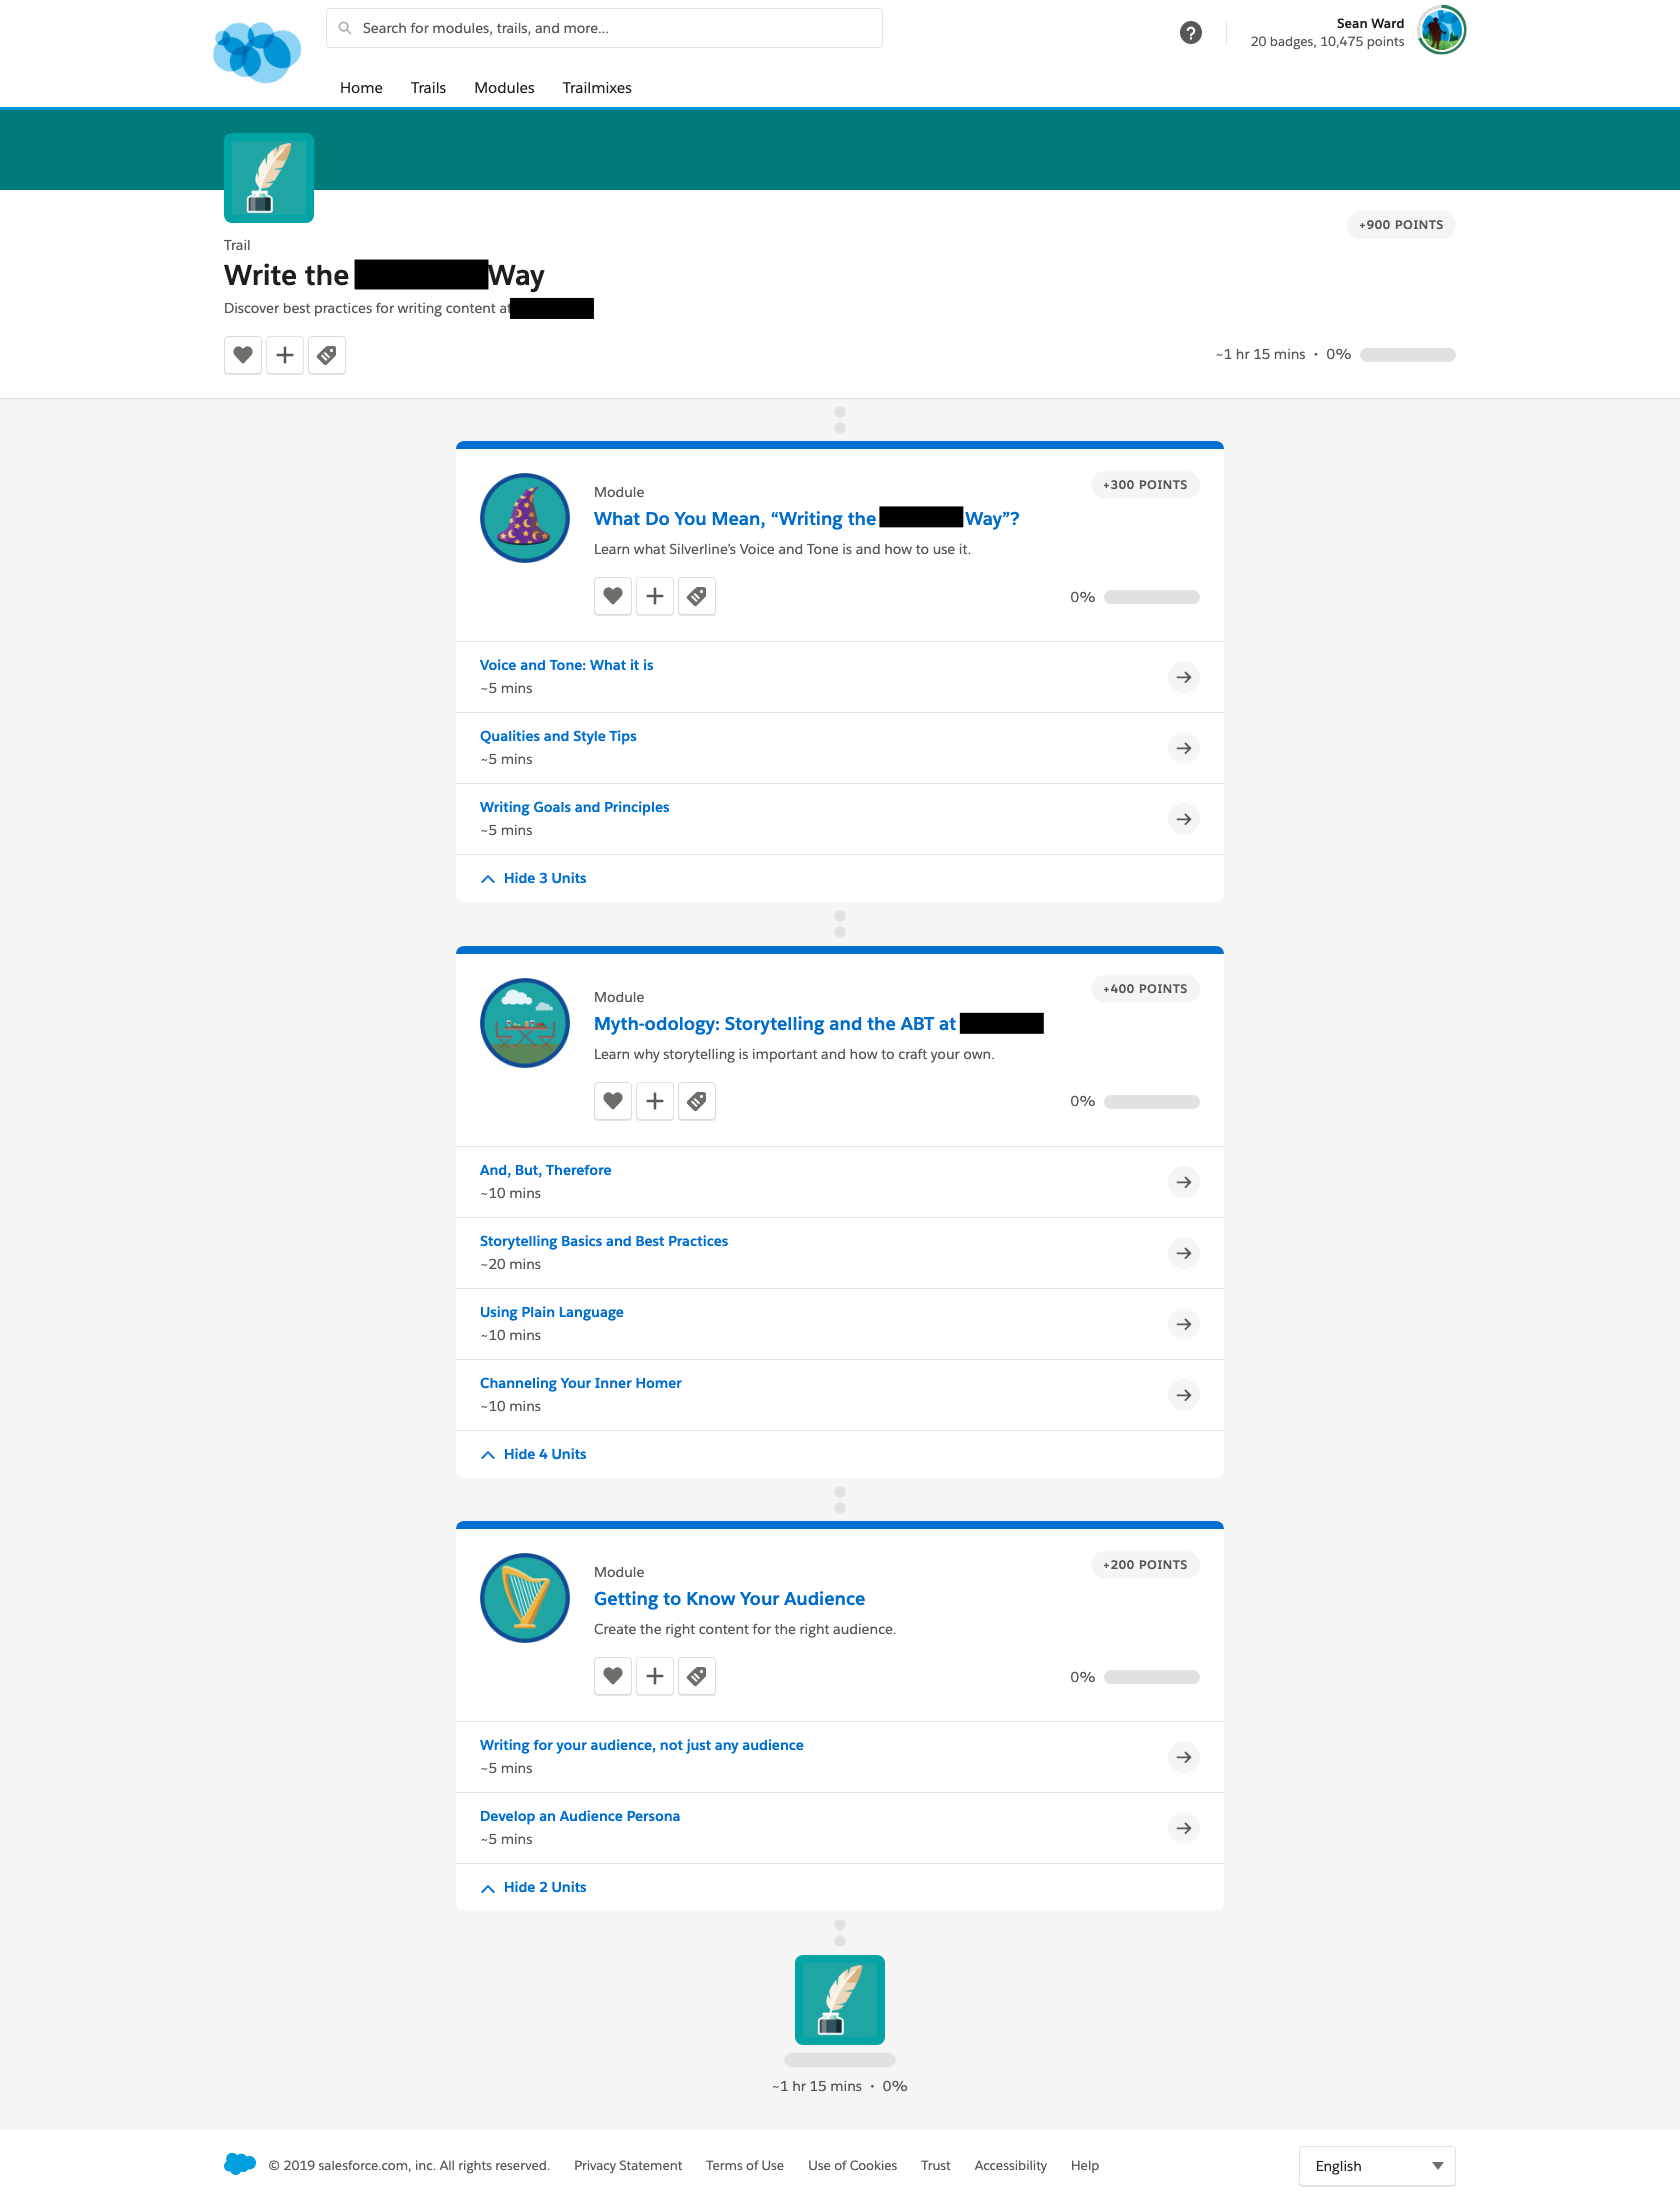 Search for modules, trails, and more...
Sean Ward
20 badges, 10,475 points
Home Trails Modules Trailmixes
+900 POINTS
Trail
Write the Way
Discover best practices for writing content at
~1 hr 15 mins • 0%
+300 POINTS
Module
What Do You Mean, “Writing the Way”?
Learn what Silverline’s Voice and Tone is and how to use it.
0%
Voice and Tone: What it is
~5 mins
Qualities and Style Tips
~5 mins
Writing Goals and Principles
~5 mins
Hide 3 Units
+400 POINTS
Module
Myth-odology: Storytelling and the ABT at
Learn why storytelling is important and how to craft your own.
0%
And, But, Therefore
~10 mins
Storytelling Basics and Best Practices
~20 mins
Using Plain Language
~10 mins
Channeling Your Inner Homer
~10 mins
Hide 4 Units
+200 POINTS
Module
Getting to Know Your Audience
Create the right content for the right audience.
0%
Writing for your audience, not just any audience
~5 mins
Develop an Audience Persona
~5 mins
Hide 2 Units
~1 hr 15 mins • 0%
© 2019 salesforce.com, inc. All rights reserved. Privacy Statement Terms of Use Use of Cookies Trust Accessibility Help English